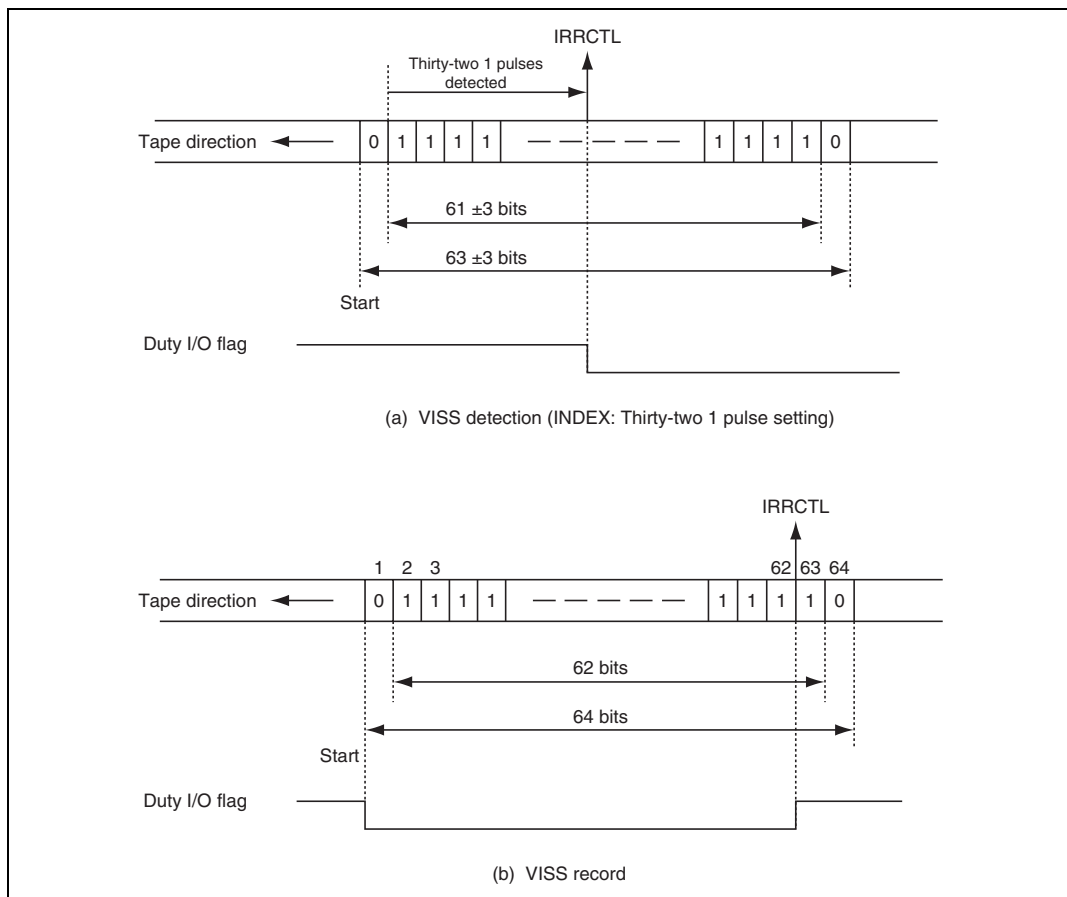 IRRCTL
Thirty-two 1 pulses
detected
Tape direction
0 1 1 1 1 1 1 1 1 0
61 ±3 bits
63 ±3 bits
Start
Duty I/O flag
(a) VISS detection (INDEX: Thirty-two 1 pulse setting)
IRRCTL
1 2 3 62 63 64
Tape direction
0 1 1 1 1 1 1 1 1 0
62 bits
64 bits
Start
Duty I/O flag
(b) VISS record